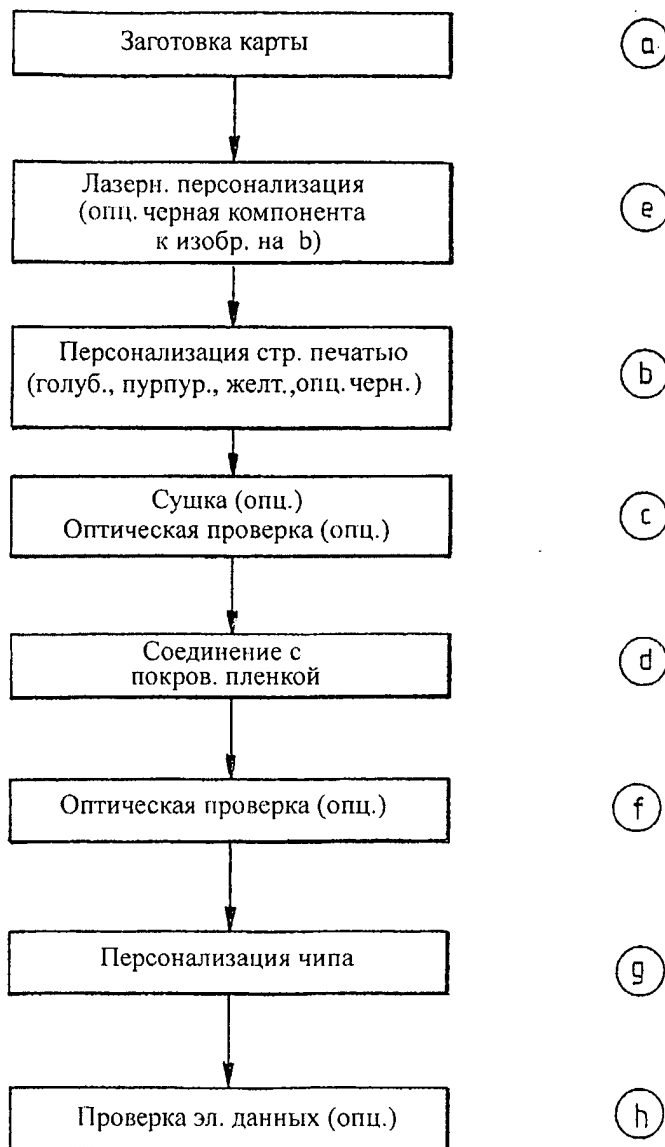 Заготовка карты
a
Лазерн. персонализация
(опц. черная компонента
к изобр. на b)
e
Персонализация стр. печатью
(голуб., пурпур., желт.,опц. черн.)
b
Сушка (опц.)
Оптическая проверка (опц.)
c
Соединение с
покров. пленкой
d
Оптическая проверка (опц.)
f
Персонализация чипа
g
Проверка эл. данных (опц.)
h